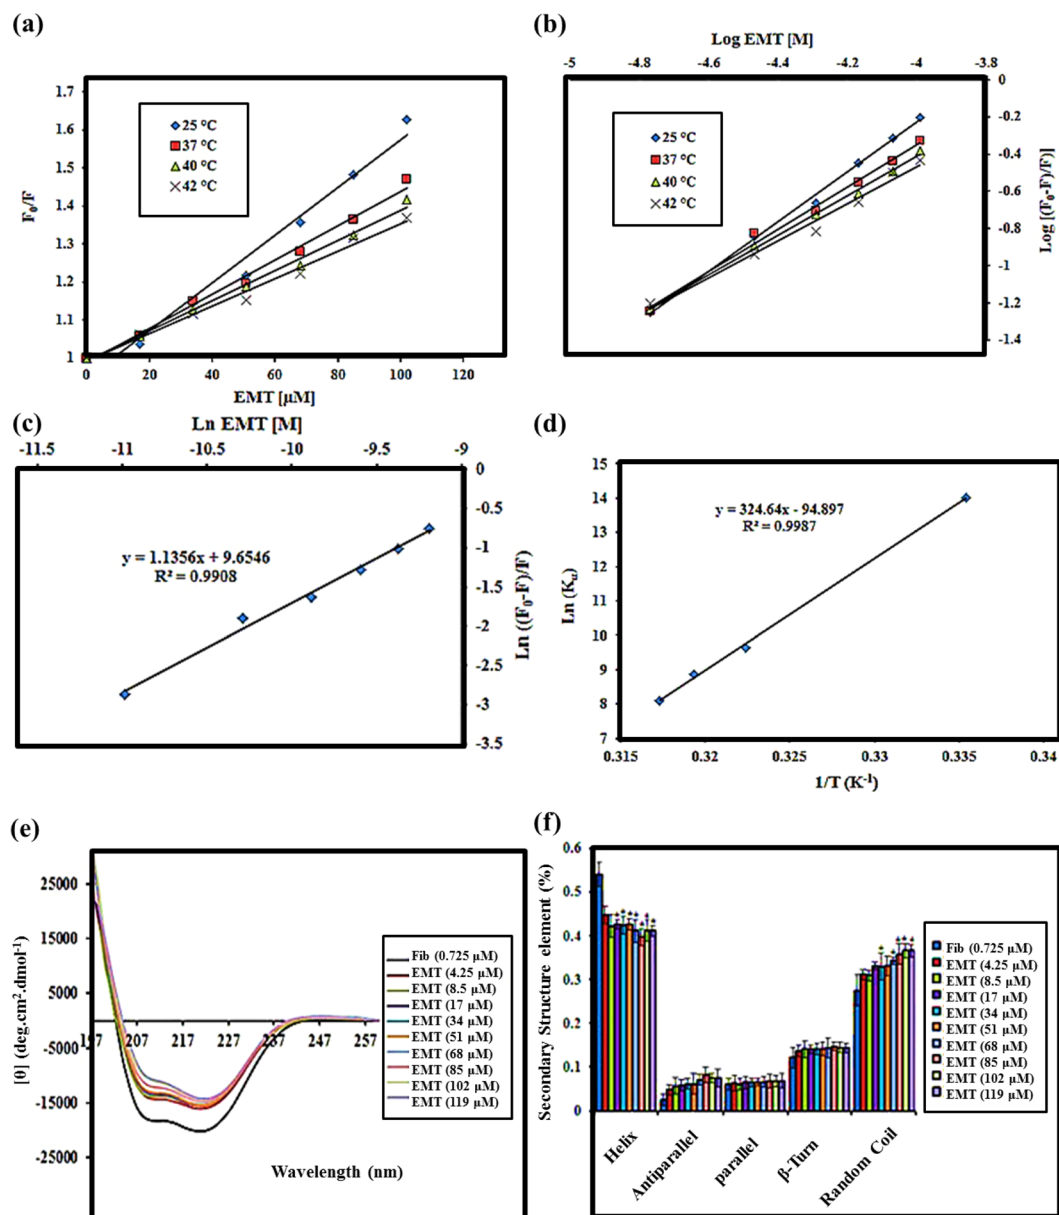 (a)
1.7
1.6
1.5
1.4
1.3
1.2
1.1
1
F₀/F
25 °C
37 °C
40 °C
42 °C
0
20
40
60
80
100
120
EMT [µM]
(b)
Log EMT [M]
-5
-4.8
-4.6
-4.4
-4.2
-4
-3.8
25 °C
37 °C
40 °C
42 °C
0
-0.2
-0.4
-0.6
-0.8
-1
-1.2
-1.4
Log [(F₀-F)/F)]
(c)
Ln EMT [M]
-11.5
-11
-10.5
-10
-9.5
-9
y = 1.1356x + 9.6546
R² = 0.9908
0
-0.5
-1
-1.5
-2
-2.5
-3
-3.5
Ln ((F₀-F)/F)
(d)
15
14
13
12
11
10
9
8
7
Ln (Kₐ)
y = 324.64x - 94.897
R² = 0.9987
0.315
0.32
0.325
0.33
0.335
0.34
1/T (K⁻¹)
(e)
25000
15000
5000
-5000
-15000
-25000
[θ] (deg.cm².dmol⁻¹)
197
207
217
227
237
247
257
Wavelength (nm)
Fib (0.725 µM)
EMT (4.25 µM)
EMT (8.5 µM)
EMT (17 µM)
EMT (34 µM)
EMT (51 µM)
EMT (68 µM)
EMT (85 µM)
EMT (102 µM)
EMT (119 µM)
(f)
0.6
0.5
0.4
0.3
0.2
0.1
0
Secondary Structure element (%)
Helix
Antiparallel
parallel
β-Turn
Random Coil
Fib (0.725 µM)
EMT (4.25 µM)
EMT (8.5 µM)
EMT (17 µM)
EMT (34 µM)
EMT (51 µM)
EMT (68 µM)
EMT (85 µM)
EMT (102 µM)
EMT (119 µM)